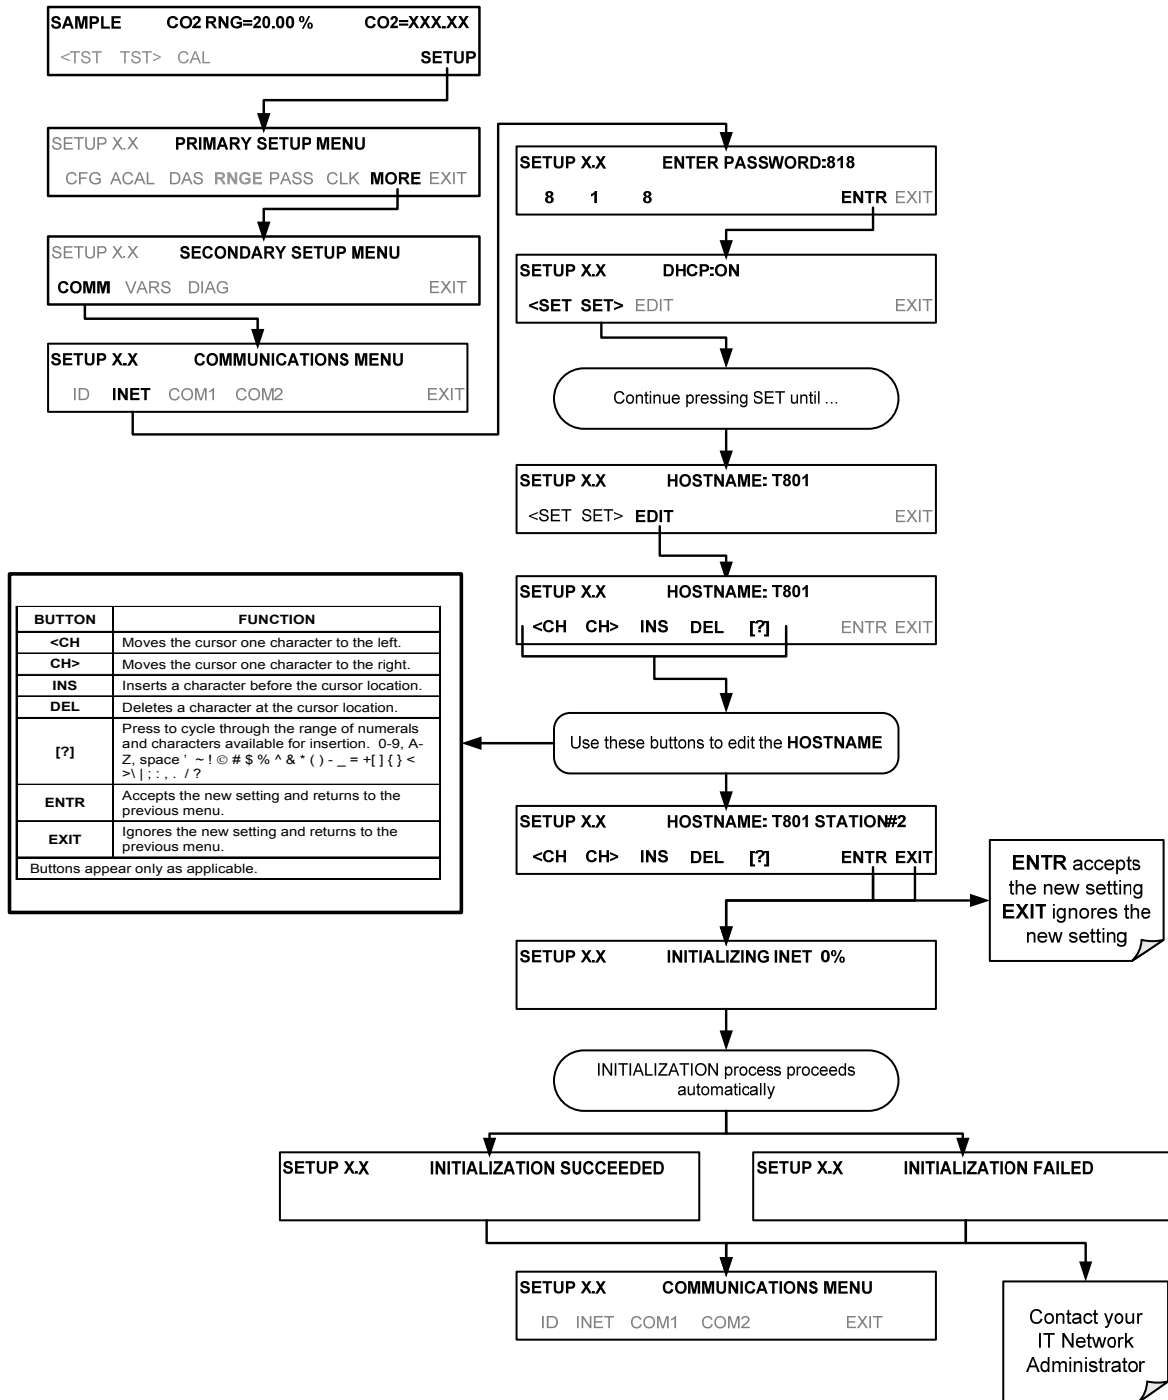 SAMPLE CO2 RNG=20.00 % CO2=XXX.XX
<TST TST> CAL SETUP
SETUP X.X PRIMARY SETUP MENU
CFG ACAL DAS RNGE PASS CLK MORE EXIT
SETUP X.X SECONDARY SETUP MENU
COMM VARS DIAG EXIT
SETUP X.X COMMUNICATIONS MENU
ID INET COM1 COM2 EXIT
SETUP X.X ENTER PASSWORD:818
8 1 8 ENTR EXIT
SETUP X.X DHCP:ON
<SET SET> EDIT EXIT
Continue pressing SET until ...
SETUP X.X HOSTNAME: T801
<SET SET> EDIT EXIT
SETUP X.X HOSTNAME: T801
<CH CH> INS DEL [?] ENTR EXIT
Use these buttons to edit the HOSTNAME
BUTTON FUNCTION
<CH Moves the cursor one character to the left.
CH> Moves the cursor one character to the right.
INS Inserts a character before the cursor location.
DEL Deletes a character at the cursor location.
[?] Press to cycle through the range of numerals
and characters available for insertion. 0-9, A-
Z, space ' ~ ! © # $ % ^ & * ( ) - _ = +[ ] { } <
>\ | ; : , . / ?
ENTR Accepts the new setting and returns to the
previous menu.
EXIT Ignores the new setting and returns to the
previous menu.
Buttons appear only as applicable.
SETUP X.X HOSTNAME: T801 STATION#2
<CH CH> INS DEL [?] ENTR EXIT
ENTR accepts
the new setting
EXIT ignores the
new setting
SETUP X.X INITIALIZING INET 0%
INITIALIZATION process proceeds
automatically
SETUP X.X INITIALIZATION SUCCEEDED
SETUP X.X INITIALIZATION FAILED
SETUP X.X COMMUNICATIONS MENU
ID INET COM1 COM2 EXIT
Contact your
IT Network
Administrator